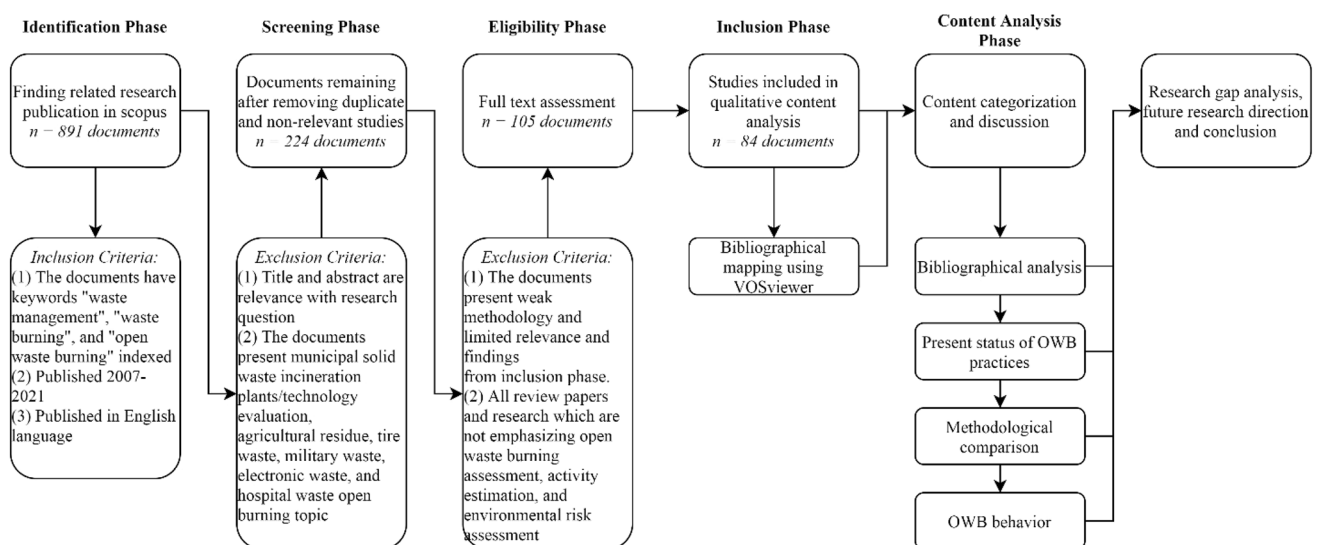 Identification Phase
Finding related research
publication in scopus
n = 891 documents
Inclusion Criteria:
(1) The documents have
keywords "waste
management", "waste
burning", and "open
waste burning" indexed
(2) Published 2007-
2021
(3) Published in English
language
Screening Phase
Documents remaining
after removing duplicate
and non-relevant studies
n = 224 documents
Exclusion Criteria:
(1) Title and abstract are
relevance with research
question
(2) The documents
present municipal solid
waste incineration
plants/technology
evaluation,
agricultural residue, tire
waste, military waste,
electronic waste, and
hospital waste open
burning topic
Eligibility Phase
Full text assessment
n = 105 documents
Exclusion Criteria:
(1) The documents
present weak
methodology and
limited relevance and
findings
from inclusion phase.
(2) All review papers
and research which are
not emphasizing open
waste burning
assessment, activity
estimation, and
environmental risk
assessment
Inclusion Phase
Studies included in
qualitative content
analysis
n = 84 documents
Bibliographical
mapping using
VOSviewer
Content Analysis
Phase
Content categorization
and discussion
Bibliographical analysis
Present status of OWB
practices
Methodological
comparison
OWB behavior
Research gap analysis,
future research direction
and conclusion